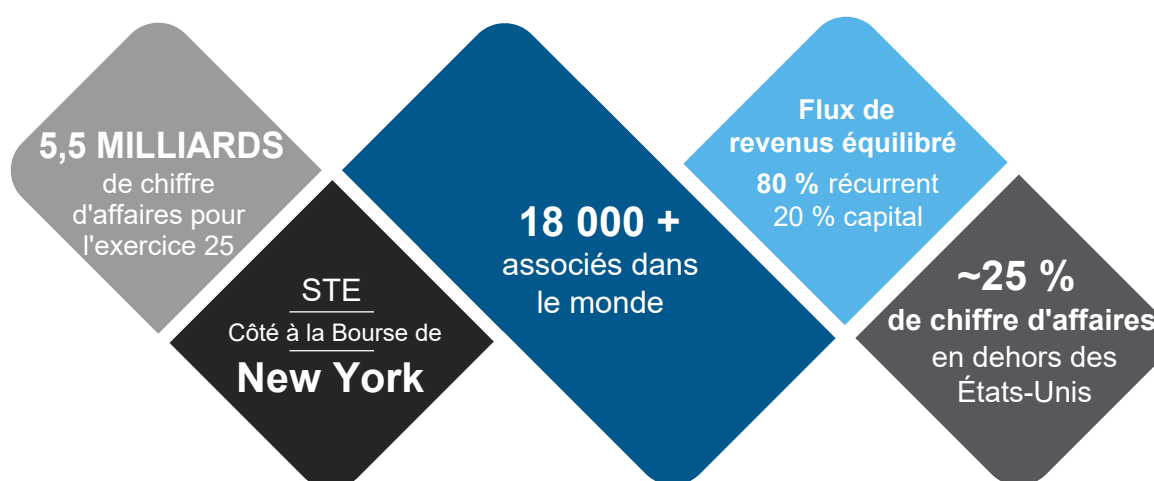 5,5 MILLIARDS
de chiffre
d'affaires pour
l'exercice 25
STE
Côté à la Bourse de
New York
18 000 +
associés dans
le monde
Flux de
revenus équilibré
80 % récurrent
20 % capital
~25 %
de chiffre d'affaires
en dehors des
États-Unis